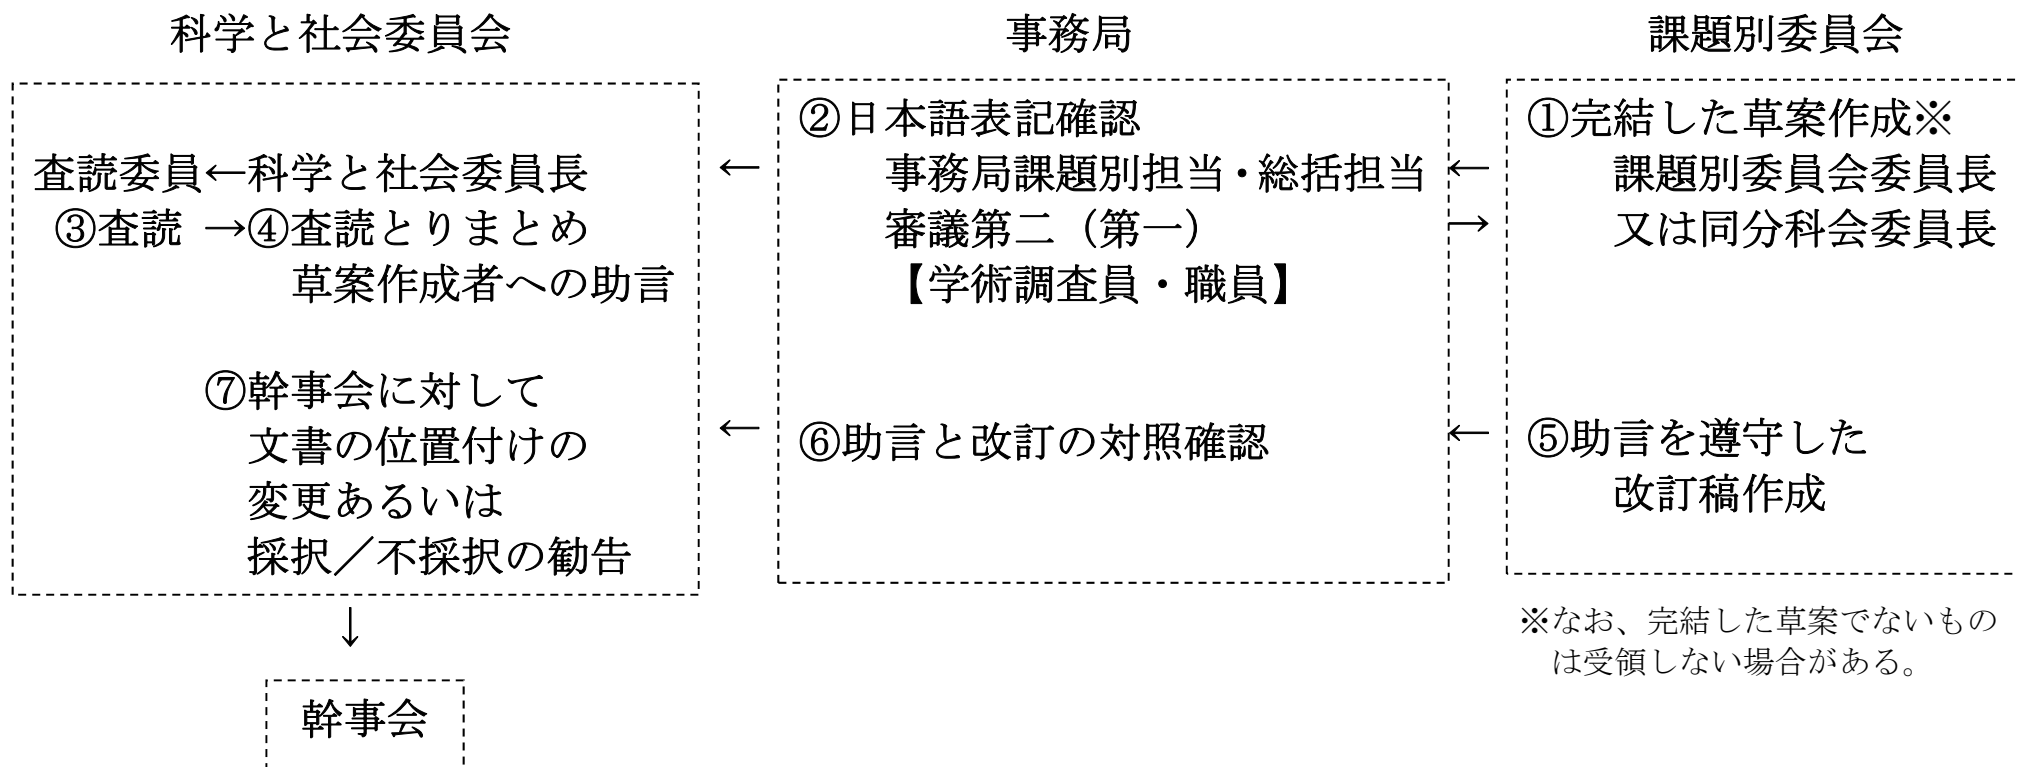 科学と社会委員会
査読委員←科学と社会委員長
③査読 →④査読とりまとめ
草案作成者への助言
⑦幹事会に対して
文書の位置付けの
変更あるいは
採択／不採択の勧告
↓
幹事会
←
←
事務局
②日本語表記確認
事務局課題別担当・総括担当
審議第二（第一）
【学術調査員・職員】
⑥助言と改訂の対照確認
←
→
←
課題別委員会
①完結した草案作成※
課題別委員会委員長
又は同分科会委員長
⑤助言を遵守した
改訂稿作成
※なお、完結した草案でないもの
は受領しない場合がある。